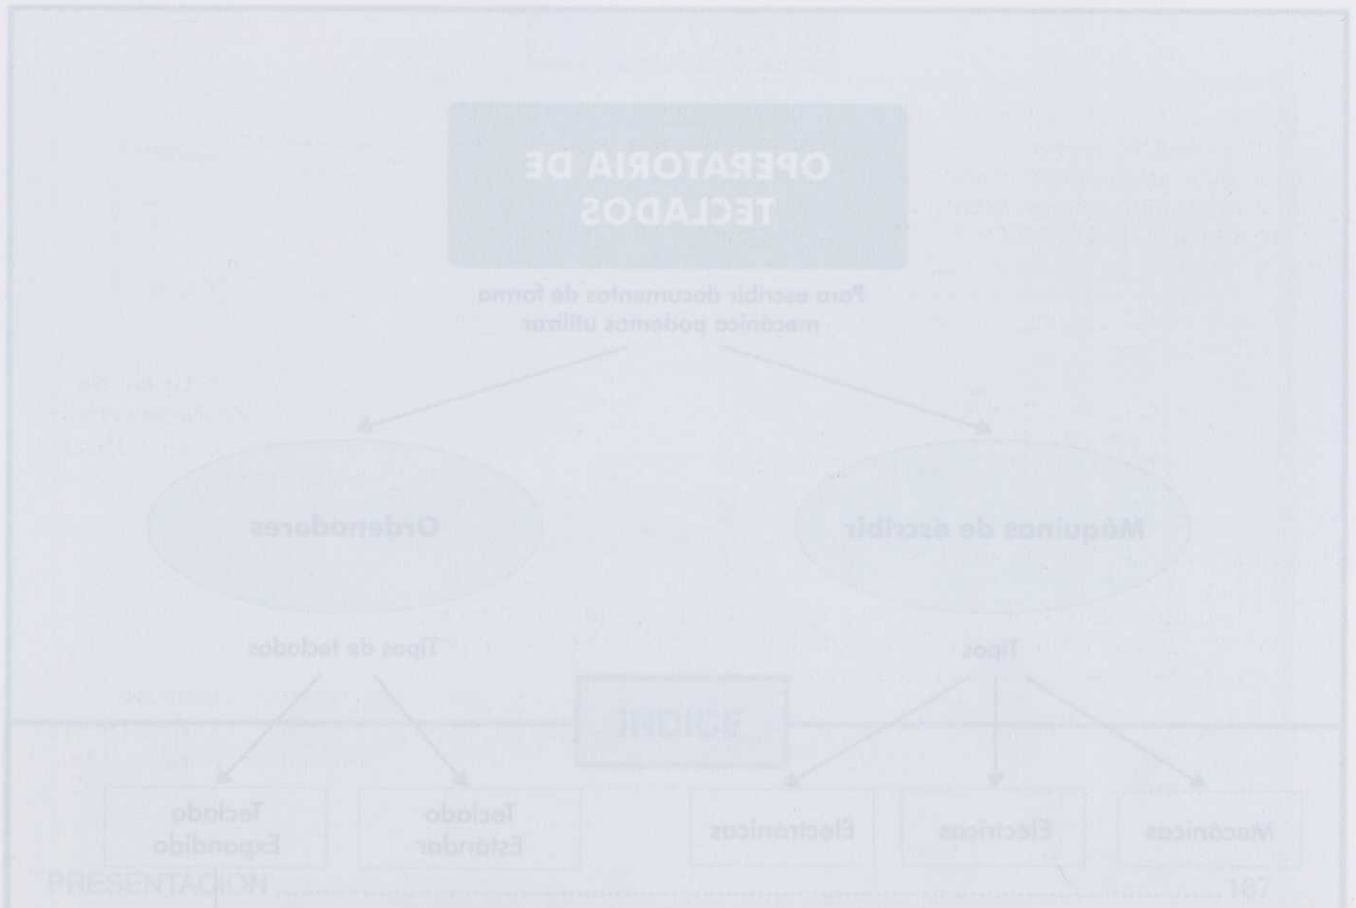 OPERATORIA DE
TECLADOS
Para escribir documentos de forma
mecánica podemos utilizar
Máquinas de escribir
Ordenadores
Tipos
Tipos de teclados
ÍNDICE
Mecánicas
Eléctricas
Electrónicas
Teclado
Estándar
Teclado
Expandido
PRESENTACIÓN 187